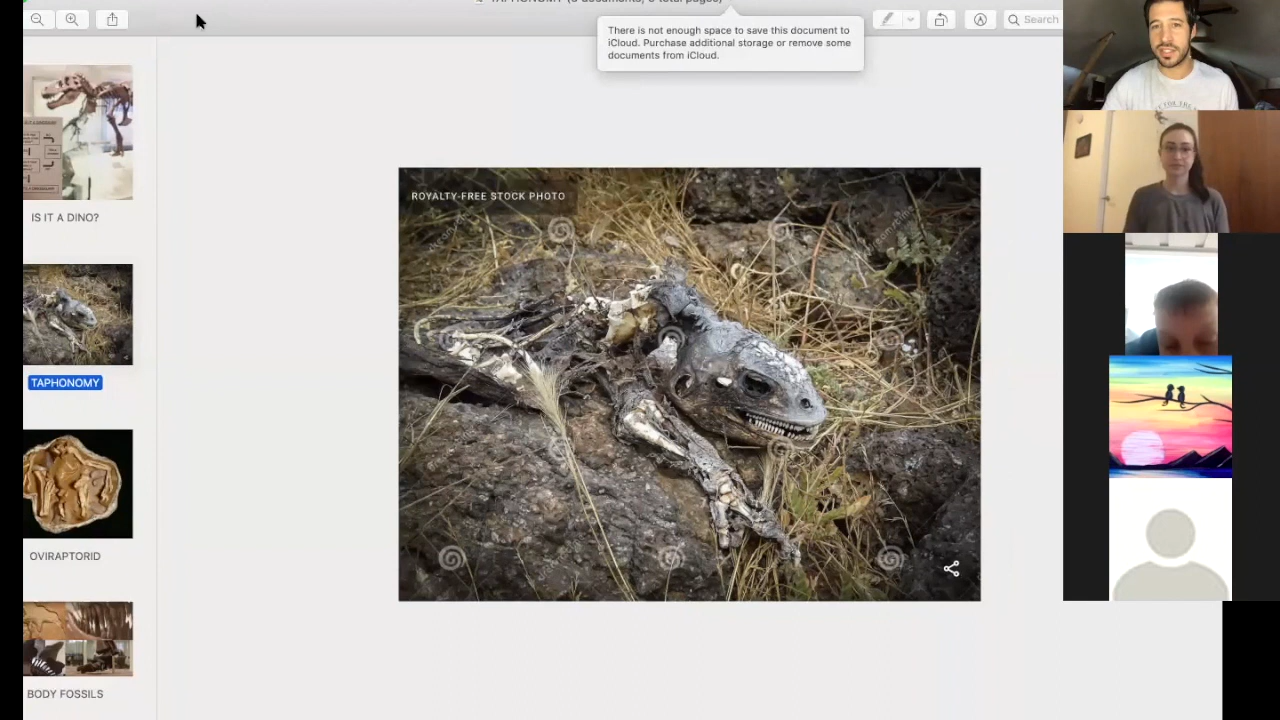 There is not enough space to save this document to
iCloud. Purchase additional storage or remove some
documents from iCloud.
Search
IS IT A DINO?
TAPHONOMY
OVIRAPTORID
BODY FOSSILS
ROYALTY-FREE STOCK PHOTO